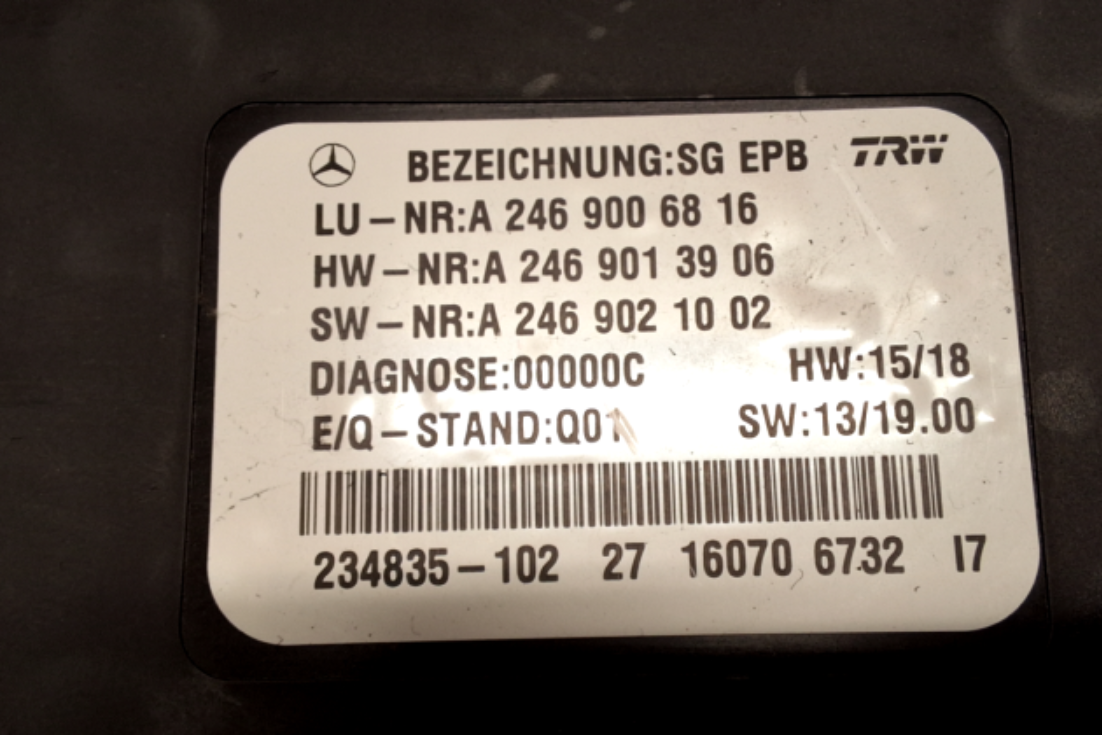 BEZEICHNUNG:SG EPB TRW
LU-NR:A 246 900 68 16
HW-NR:A 246 901 39 06
SW-NR:A 246 902 10 02
DIAGNOSE:00000C HW:15/18
E/Q-STAND:Q01 SW:13/19.00
234835-102 27 16070 6732 I7